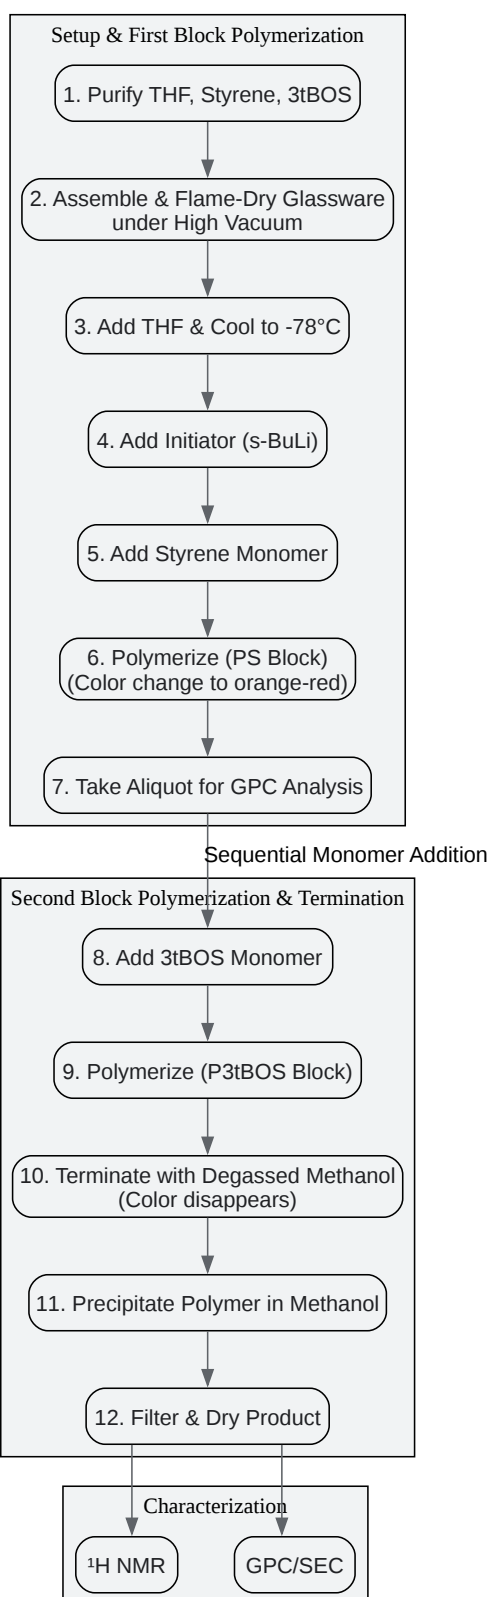 Setup & First Block Polymerization
1. Purify THF, Styrene, 3tBOS
2. Assemble & Flame-Dry Glassware
under High Vacuum
3. Add THF & Cool to -78°C
4. Add Initiator (s-BuLi)
5. Add Styrene Monomer
6. Polymerize (PS Block)
(Color change to orange-red)
7. Take Aliquot for GPC Analysis
Sequential Monomer Addition
Second Block Polymerization & Termination
8. Add 3tBOS Monomer
9. Polymerize (P3tBOS Block)
10. Terminate with Degassed Methanol
(Color disappears)
11. Precipitate Polymer in Methanol
12. Filter & Dry Product
Characterization
¹H NMR
GPC/SEC